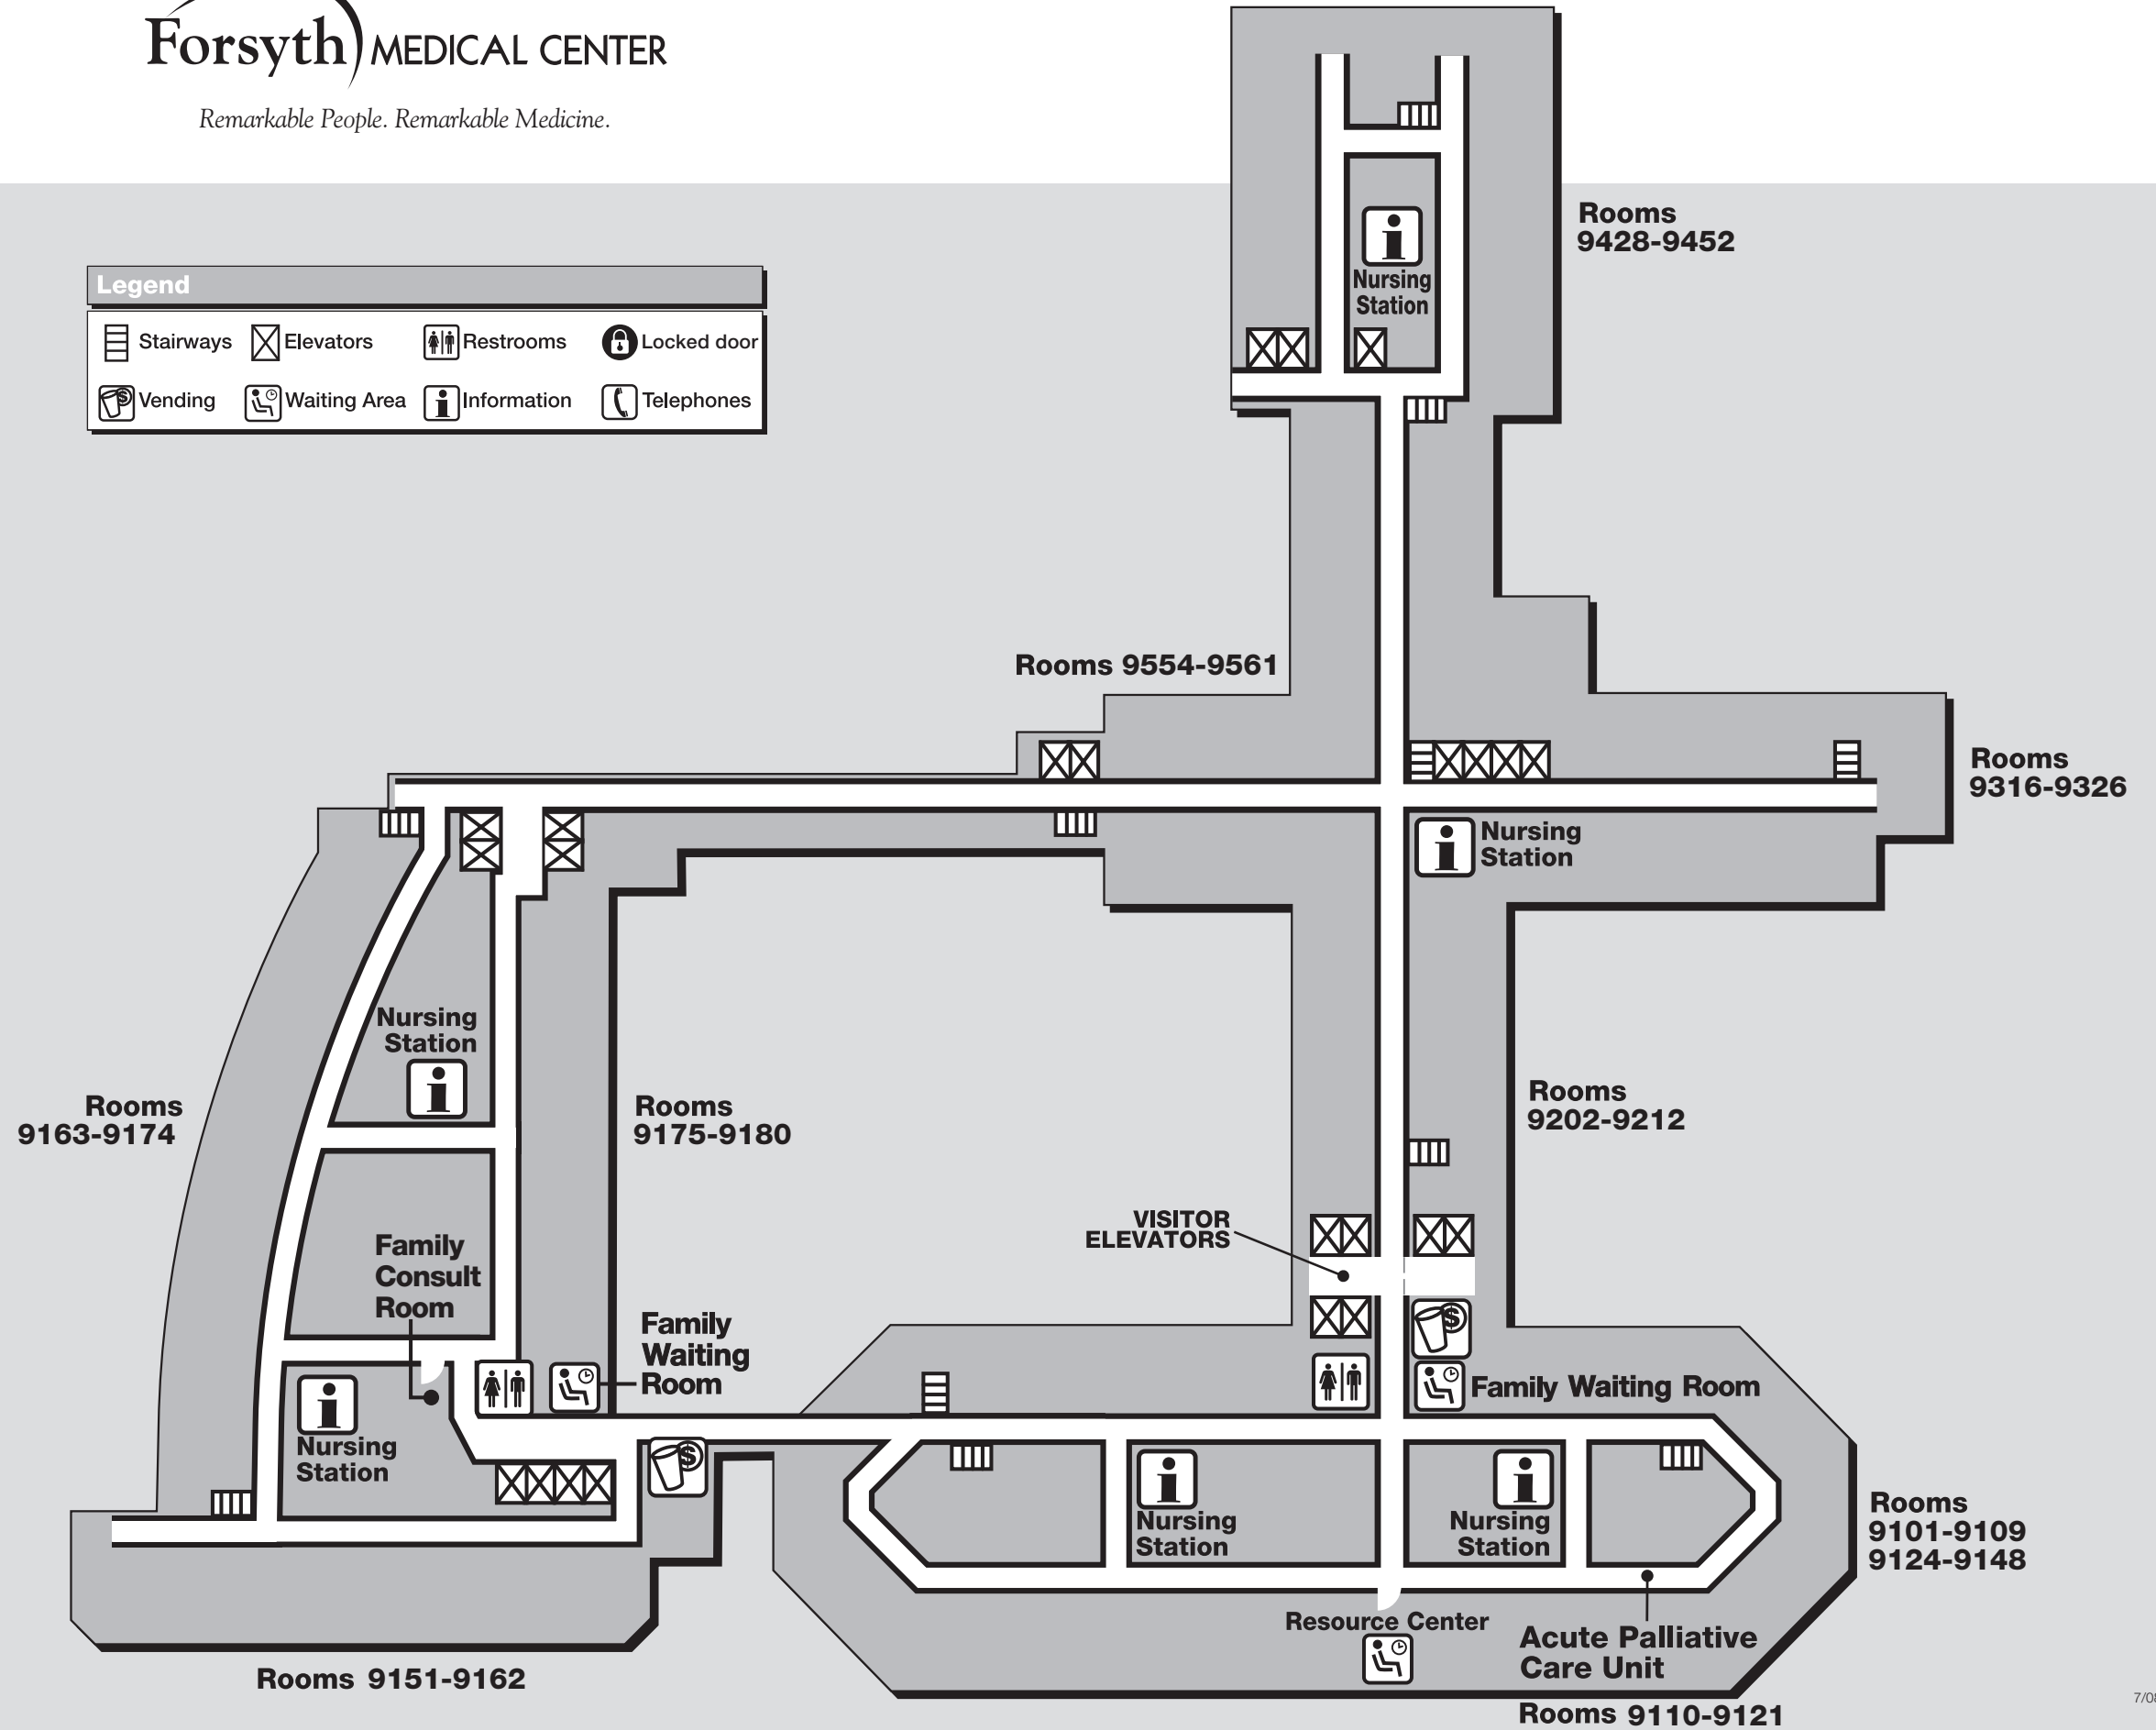 Forsyth MEDICAL CENTER
Remarkable People. Remarkable Medicine.
Legend
Stairways
Elevators
Restrooms
Locked door
Vending
Waiting Area
Information
Telephones
Rooms
9428-9452
Nursing
Station
Rooms 9554-9561
Rooms
9316-9326
Nursing
Station
Nursing
Station
Rooms
9163-9174
Rooms
9175-9180
Rooms
9202-9212
VISITOR
ELEVATORS
Family
Consult
Room
Family
Waiting
Room
Family Waiting Room
Nursing
Station
Nursing
Station
Nursing
Station
Rooms
9101-9109
9124-9148
Resource Center
Acute Palliative
Care Unit
Rooms 9151-9162
Rooms 9110-9121
7/08